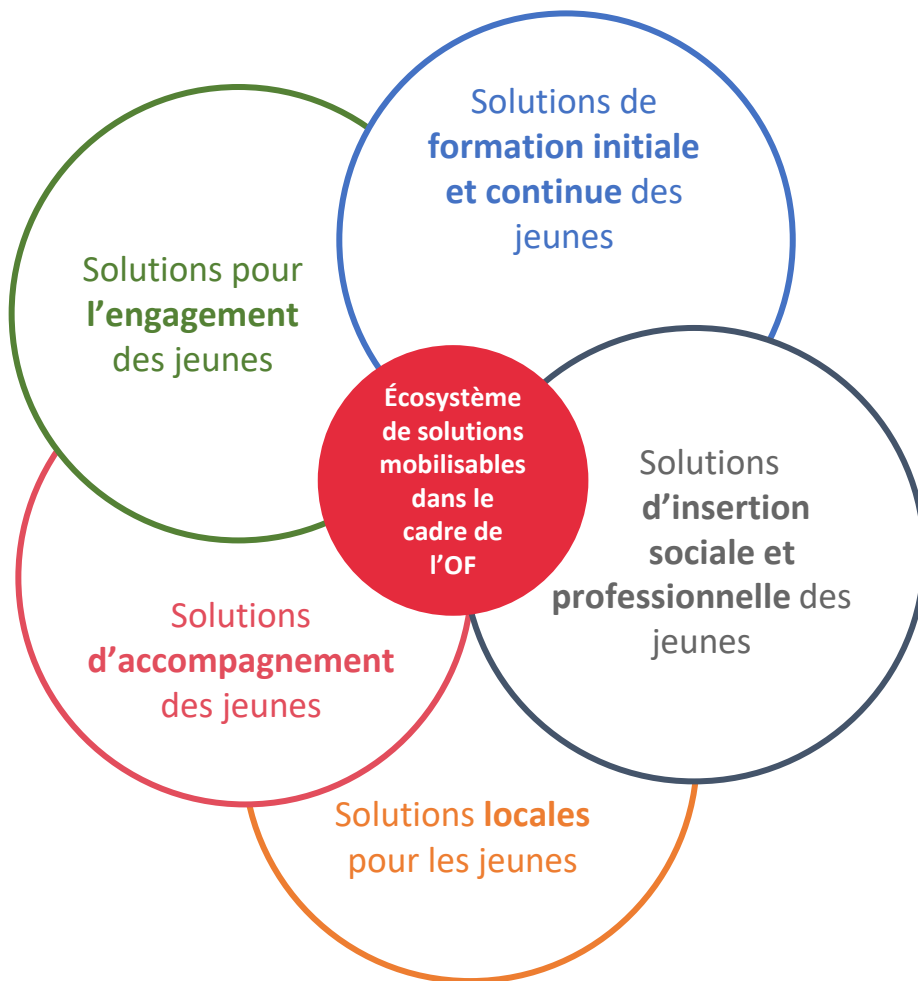 Solutions de
formation initiale
et continue des
jeunes
Solutions pour
l’engagement
des jeunes
Écosystème
de solutions
mobilisables
dans le
cadre de
l’OF
Solutions
d’insertion
sociale et
professionnelle des
jeunes
Solutions
d’accompagnement
des jeunes
Solutions locales
pour les jeunes